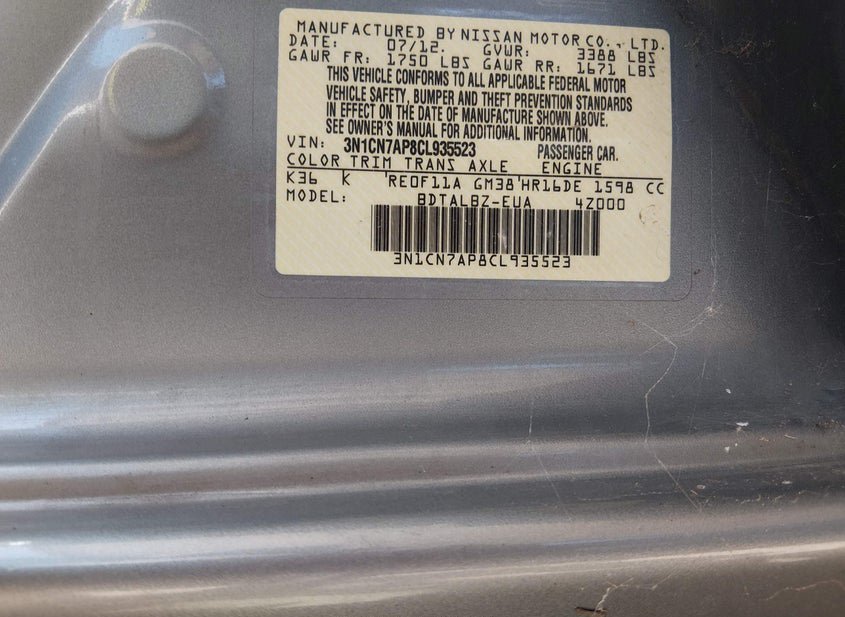 MANUFACTURED BY NISSAN MOTOR CO., LTD.
DATE: 07/12. GVWR: 3388 LBS
GAWR FR: 1750 LBS GAWR RR: 1671 LBS
THIS VEHICLE CONFORMS TO ALL APPLICABLE FEDERAL MOTOR
VEHICLE SAFETY, BUMPER AND THEFT PREVENTION STANDARDS
IN EFFECT ON THE DATE OF MANUFACTURE SHOWN ABOVE.
SEE OWNER'S MANUAL FOR ADDITIONAL INFORMATION.
VIN: 3N1CN7AP8CL935523 PASSENGER CAR.
COLOR TRIM TRANS AXLE ENGINE
K36 K RE0F11A GM38 HR16DE 1598 CC
MODEL: BDTALBZ-EUA 4Z000
3N1CN7AP8CL935523